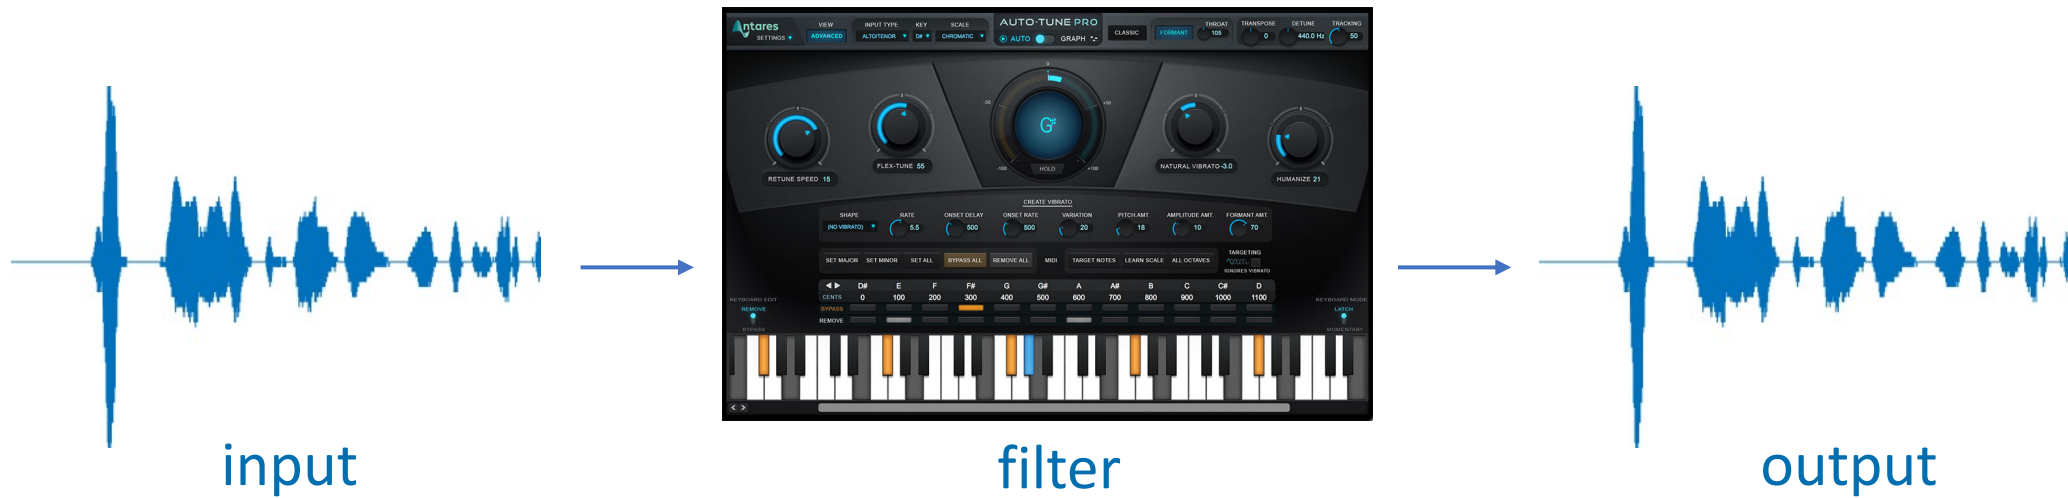 Antares
SETTINGS
VIEW
ADVANCED
INPUT TYPE KEY SCALE
ALTO/TENOR D# CHROMATIC
AUTO-TUNE PRO
AUTO GRAPH
CLASSIC
FORMANT
THROAT
105
TRANSPOSE DETUNE TRACKING
0 440.0 Hz 50
0
-50 +50
G#
-100 HOLD +100
RETUNE SPEED 15
FLEX-TUNE 55
NATURAL VIBRATO -3.0
HUMANIZE 21
CREATE VIBRATO
SHAPE RATE ONSET DELAY ONSET RATE VARIATION PITCH AMT. AMPLITUDE AMT. FORMANT AMT.
(NO VIBRATO) 5.5 500 500 20 18 10 70
SET MAJOR SET MINOR SET ALL BYPASS ALL REMOVE ALL MIDI TARGET NOTES LEARN SCALE ALL OCTAVES
TARGETING
IGNORES VIBRATO
D# E F F# G G# A A# B C C# D
CENTS 0 100 200 300 400 500 600 700 800 900 1000 1100
BYPASS
REMOVE
KEYBOARD EDIT
REMOVE
BYPASS
KEYBOARD MODE
LATCH
MOMENTARY
input
filter
output